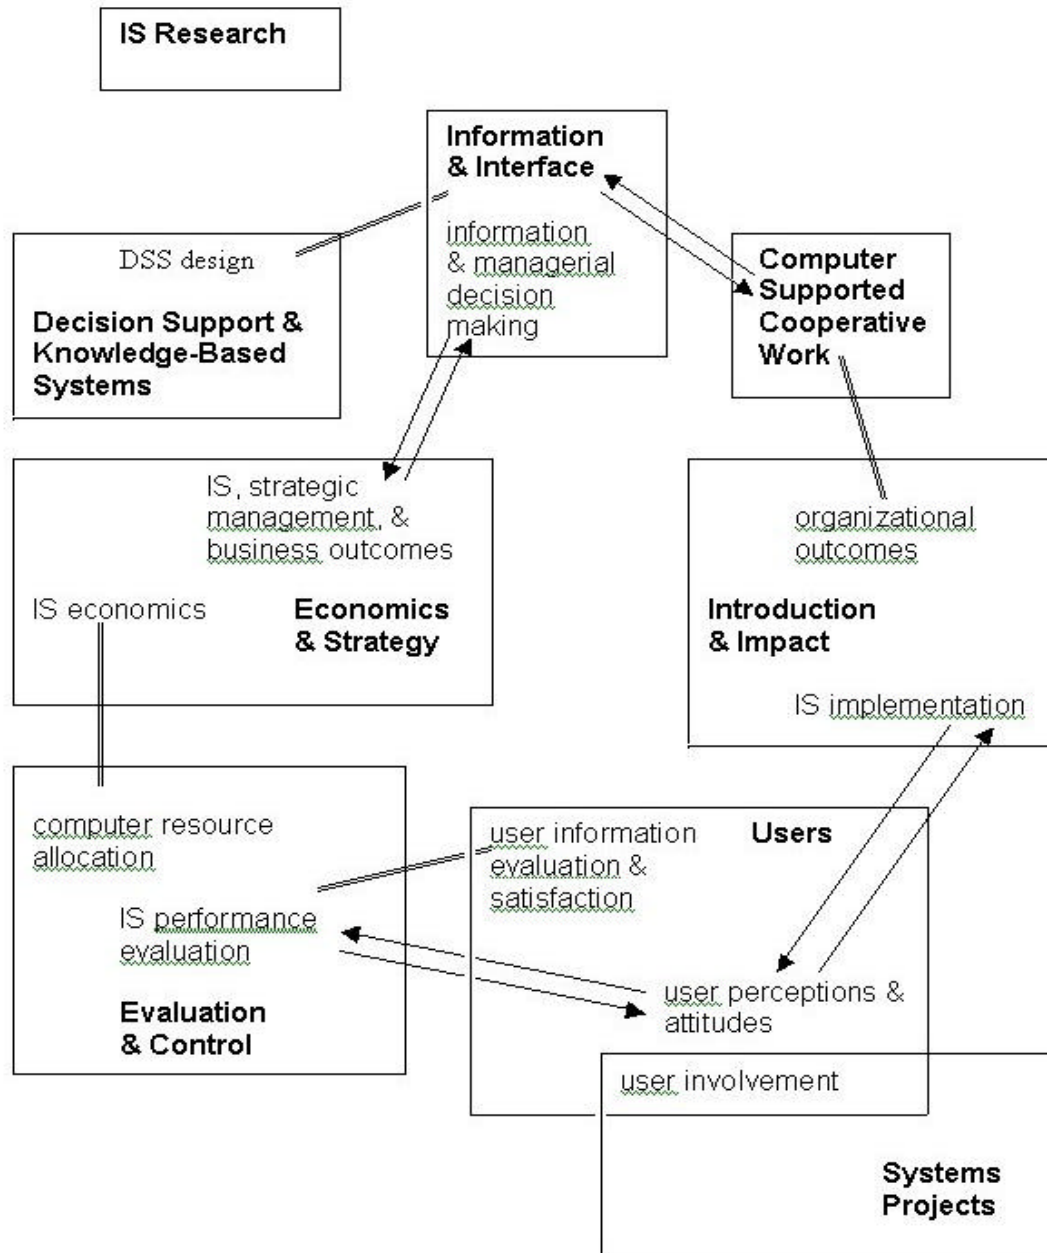 IS Research
Information
& Interface
information
& managerial
decision
making
DSS design
Decision Support &
Knowledge-Based
Systems
Computer
Supported
Cooperative
Work
IS, strategic
management, &
business outcomes
IS economics
Economics
& Strategy
organizational
outcomes
Introduction
& Impact
IS implementation
computer resource
allocation
IS performance
evaluation
Evaluation
& Control
user information
evaluation &
satisfaction
Users
user perceptions &
attitudes
user involvement
Systems
Projects